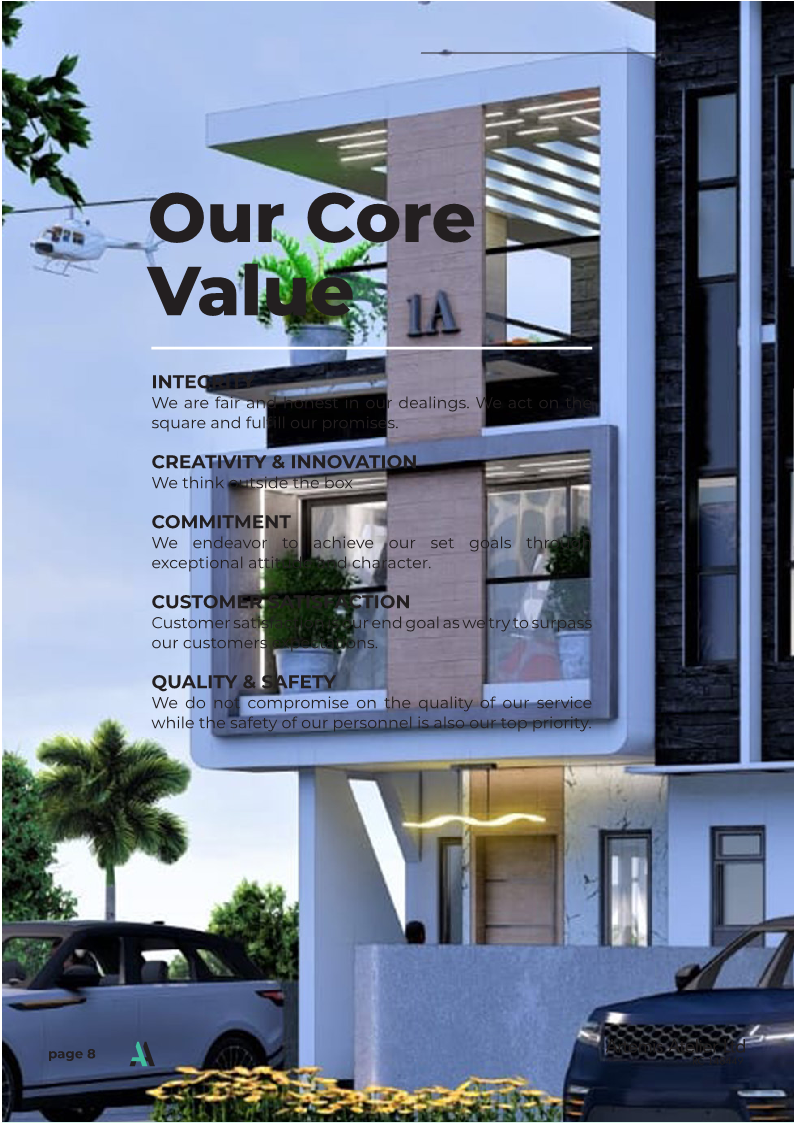 Our Core
Value
1A
INTEGRITY
We are fair and honest in our dealings. We act on the
square and fulfill our promises.
CREATIVITY & INNOVATION
We think outside the box
COMMITMENT
We endeavor to achieve our set goals through
exceptional attitude and character.
CUSTOMER SATISFACTION
Customer satisfaction is our end goal as we try to surpass
our customers expectations.
QUALITY & SAFETY
We do not compromise on the quality of our service
while the safety of our personnel is also our top priority.
page 8